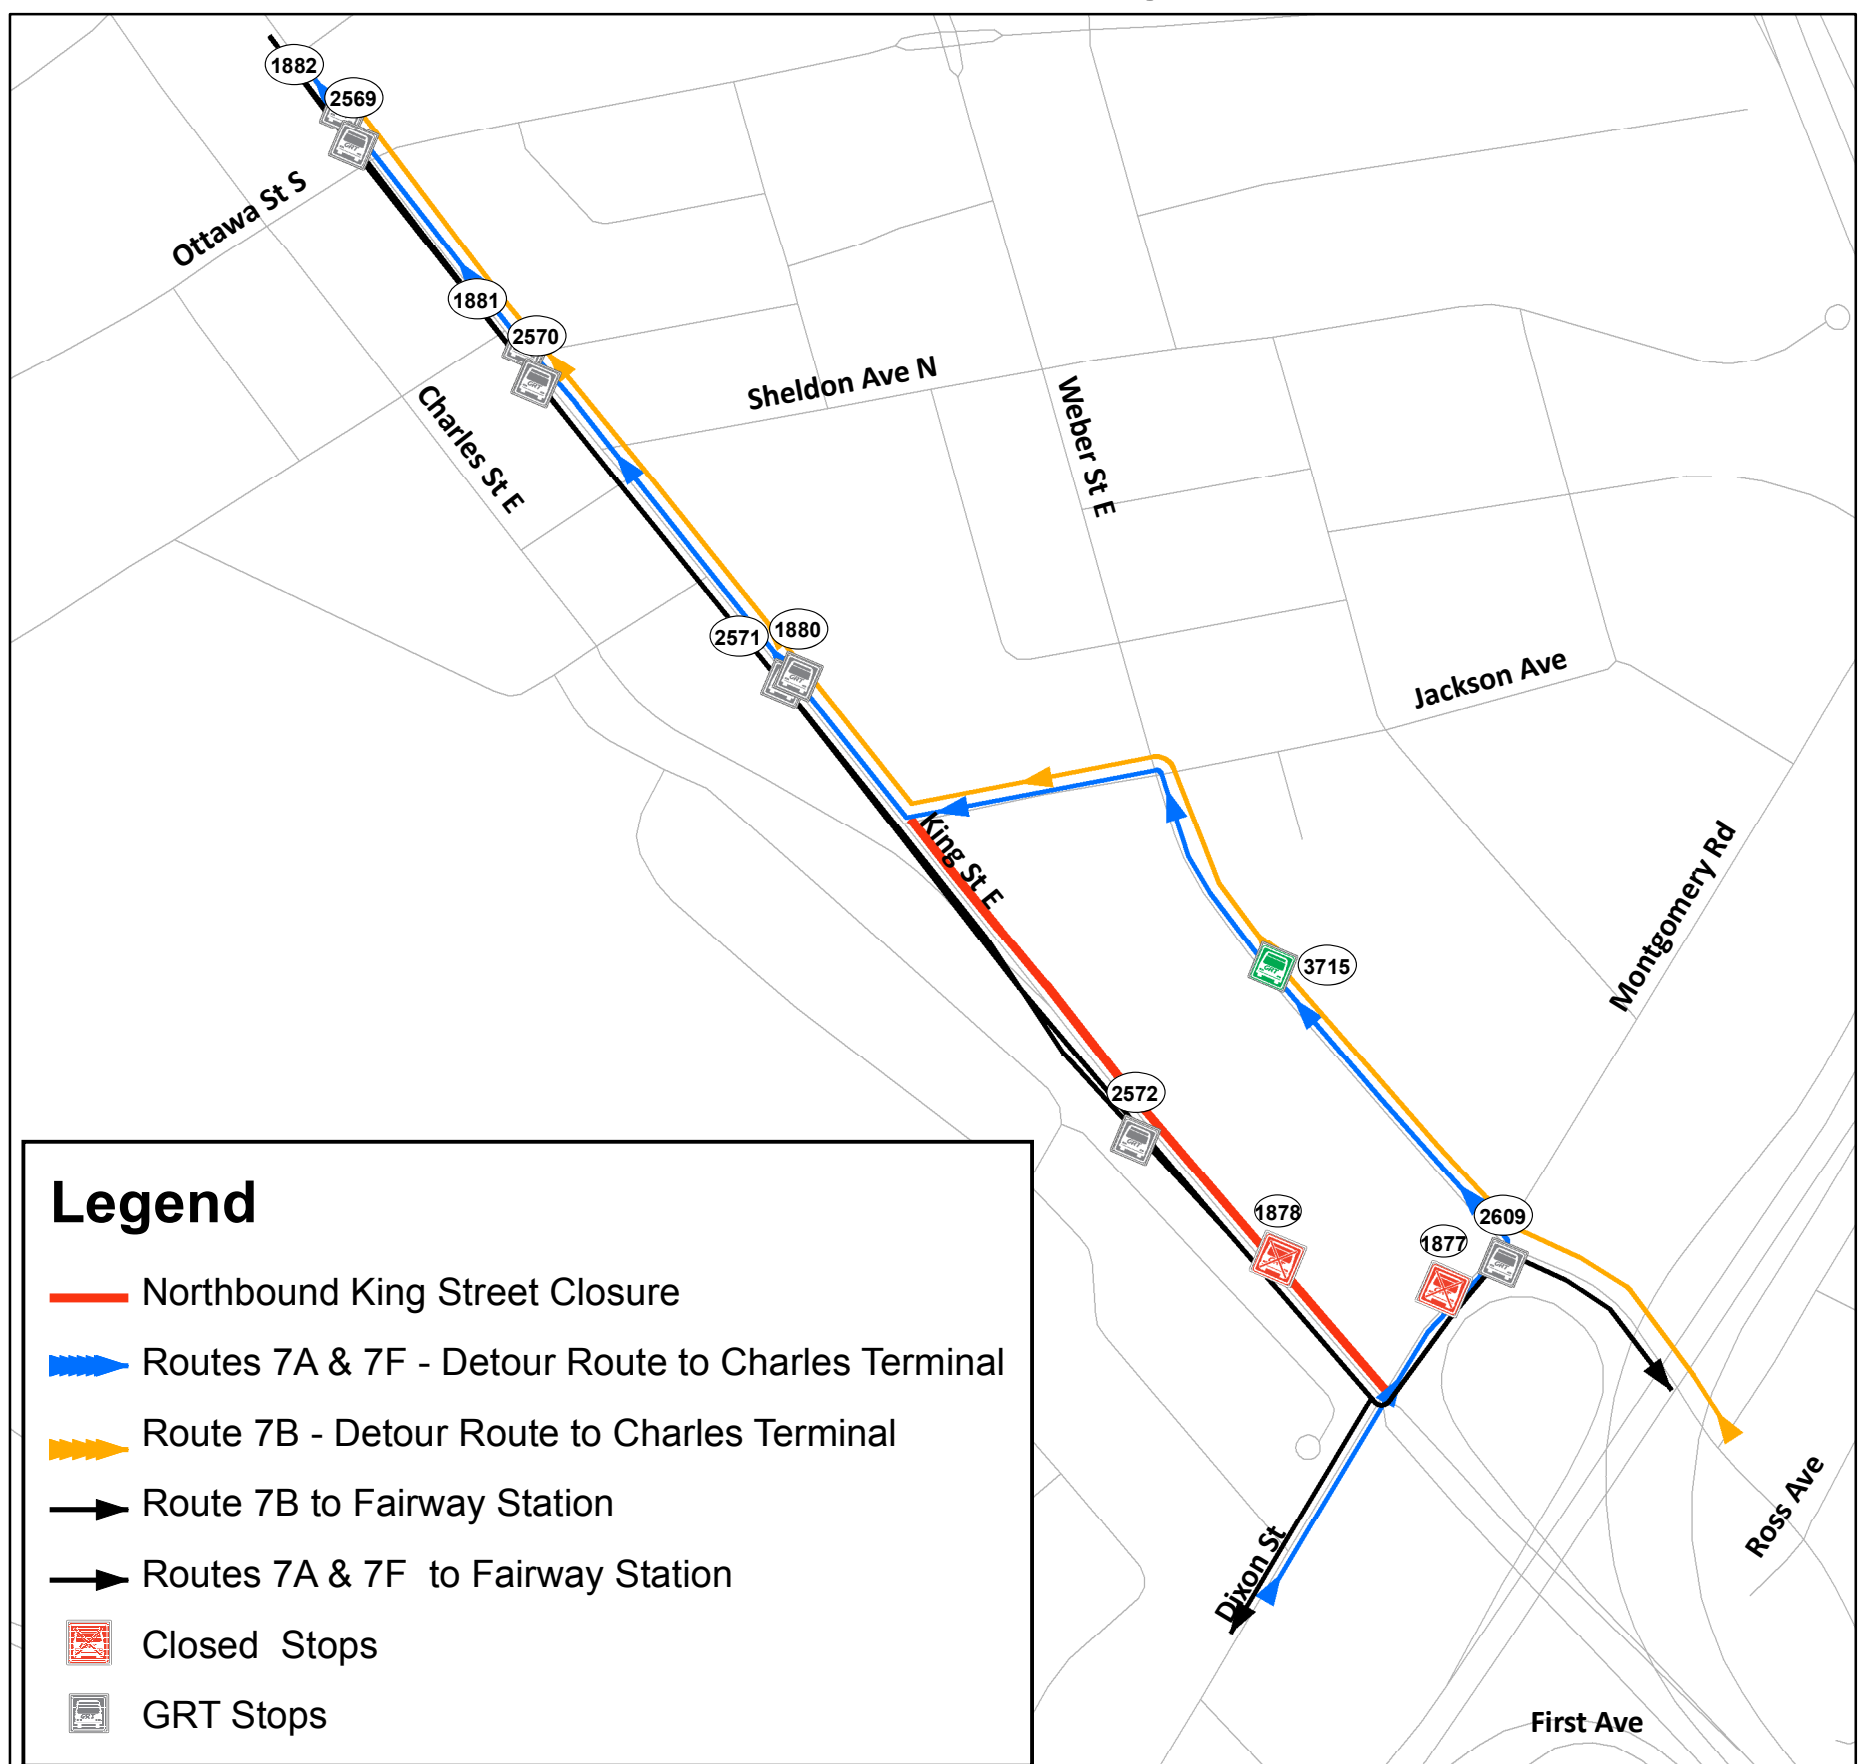 1882
2569
Ottawa St S
1881
2570
Sheldon Ave N
Charles St E
Weber St E
2571
1880
Jackson Ave
King St E
Montgomery Rd
3715
2572
1878
2609
1877
Ross Ave
Dixon St
First Ave
Legend
Northbound King Street Closure
Routes 7A & 7F - Detour Route to Charles Terminal
Route 7B - Detour Route to Charles Terminal
Route 7B to Fairway Station
Routes 7A & 7F to Fairway Station
Closed Stops
GRT Stops